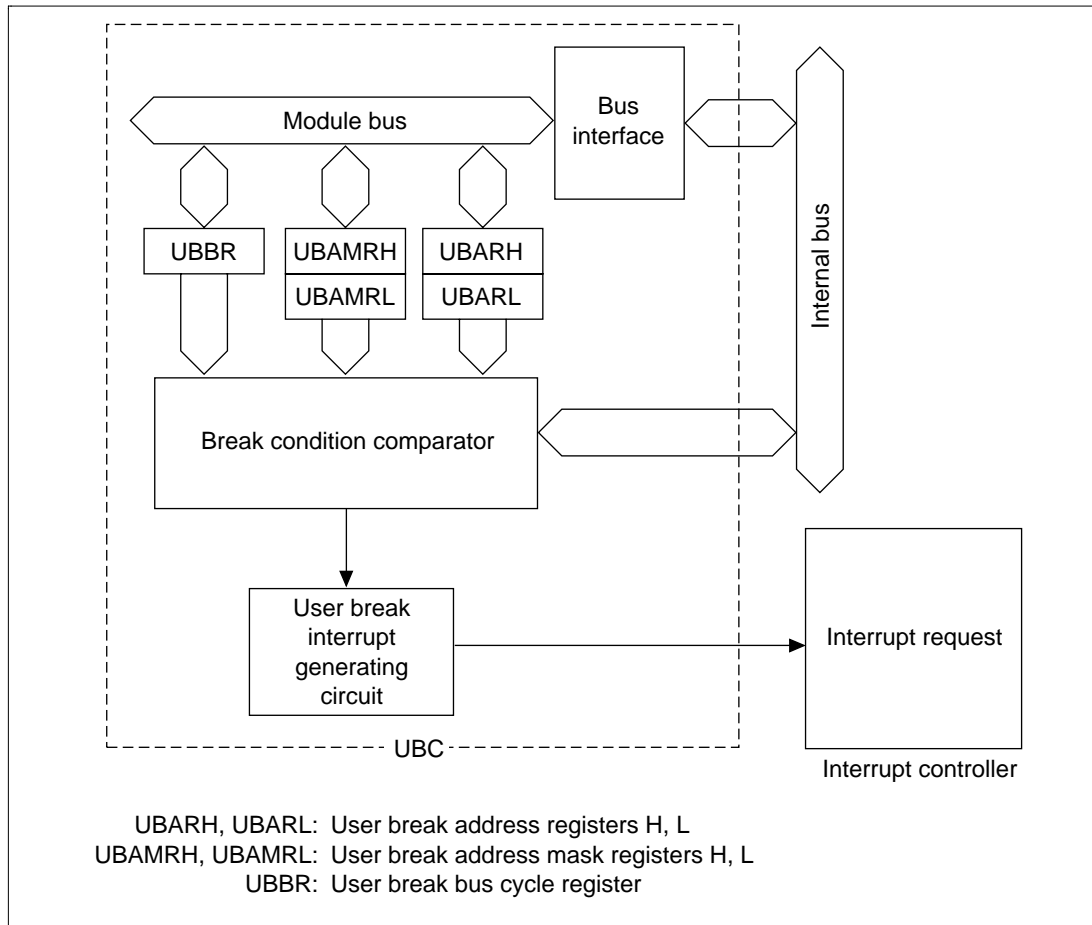 Module bus
Bus
interface
Internal bus
UBBR
UBAMRH
UBARH
UBAMRL
UBARL
Break condition comparator
User break
interrupt
generating
circuit
Interrupt request
UBC
Interrupt controller
UBARH, UBARL: User break address registers H, L
UBAMRH, UBAMRL: User break address mask registers H, L
UBBR: User break bus cycle register